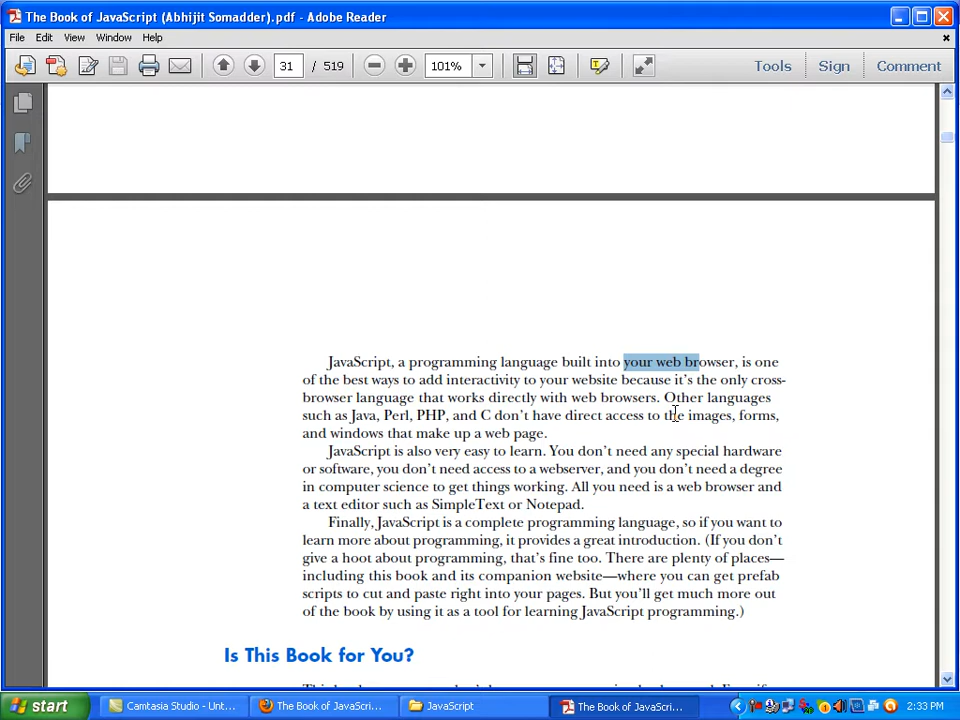 The Book of JavaScript (Abhijit Somadder).pdf - Adobe Reader
File Edit View Window Help
31 / 519 101% Tools Sign Comment
JavaScript, a programming language built into your web browser, is one
of the best ways to add interactivity to your website because it's the only cross-
browser language that works directly with web browsers. Other languages
such as Java, Perl, PHP, and C don't have direct access to the images, forms,
and windows that make up a web page.
JavaScript is also very easy to learn. You don't need any special hardware
or software, you don't need access to a webserver, and you don't need a degree
in computer science to get things working. All you need is a web browser and
a text editor such as SimpleText or Notepad.
Finally, JavaScript is a complete programming language, so if you want to
learn more about programming, it provides a great introduction. (If you don't
give a hoot about programming, that's fine too. There are plenty of places—
including this book and its companion website—where you can get prefab
scripts to cut and paste right into your pages. But you'll get much more out
of the book by using it as a tool for learning JavaScript programming.)
Is This Book for You?
start Camtasia Studio - Unt... The Book of JavaScri... JavaScript The Book of JavaScri... 2:33 PM